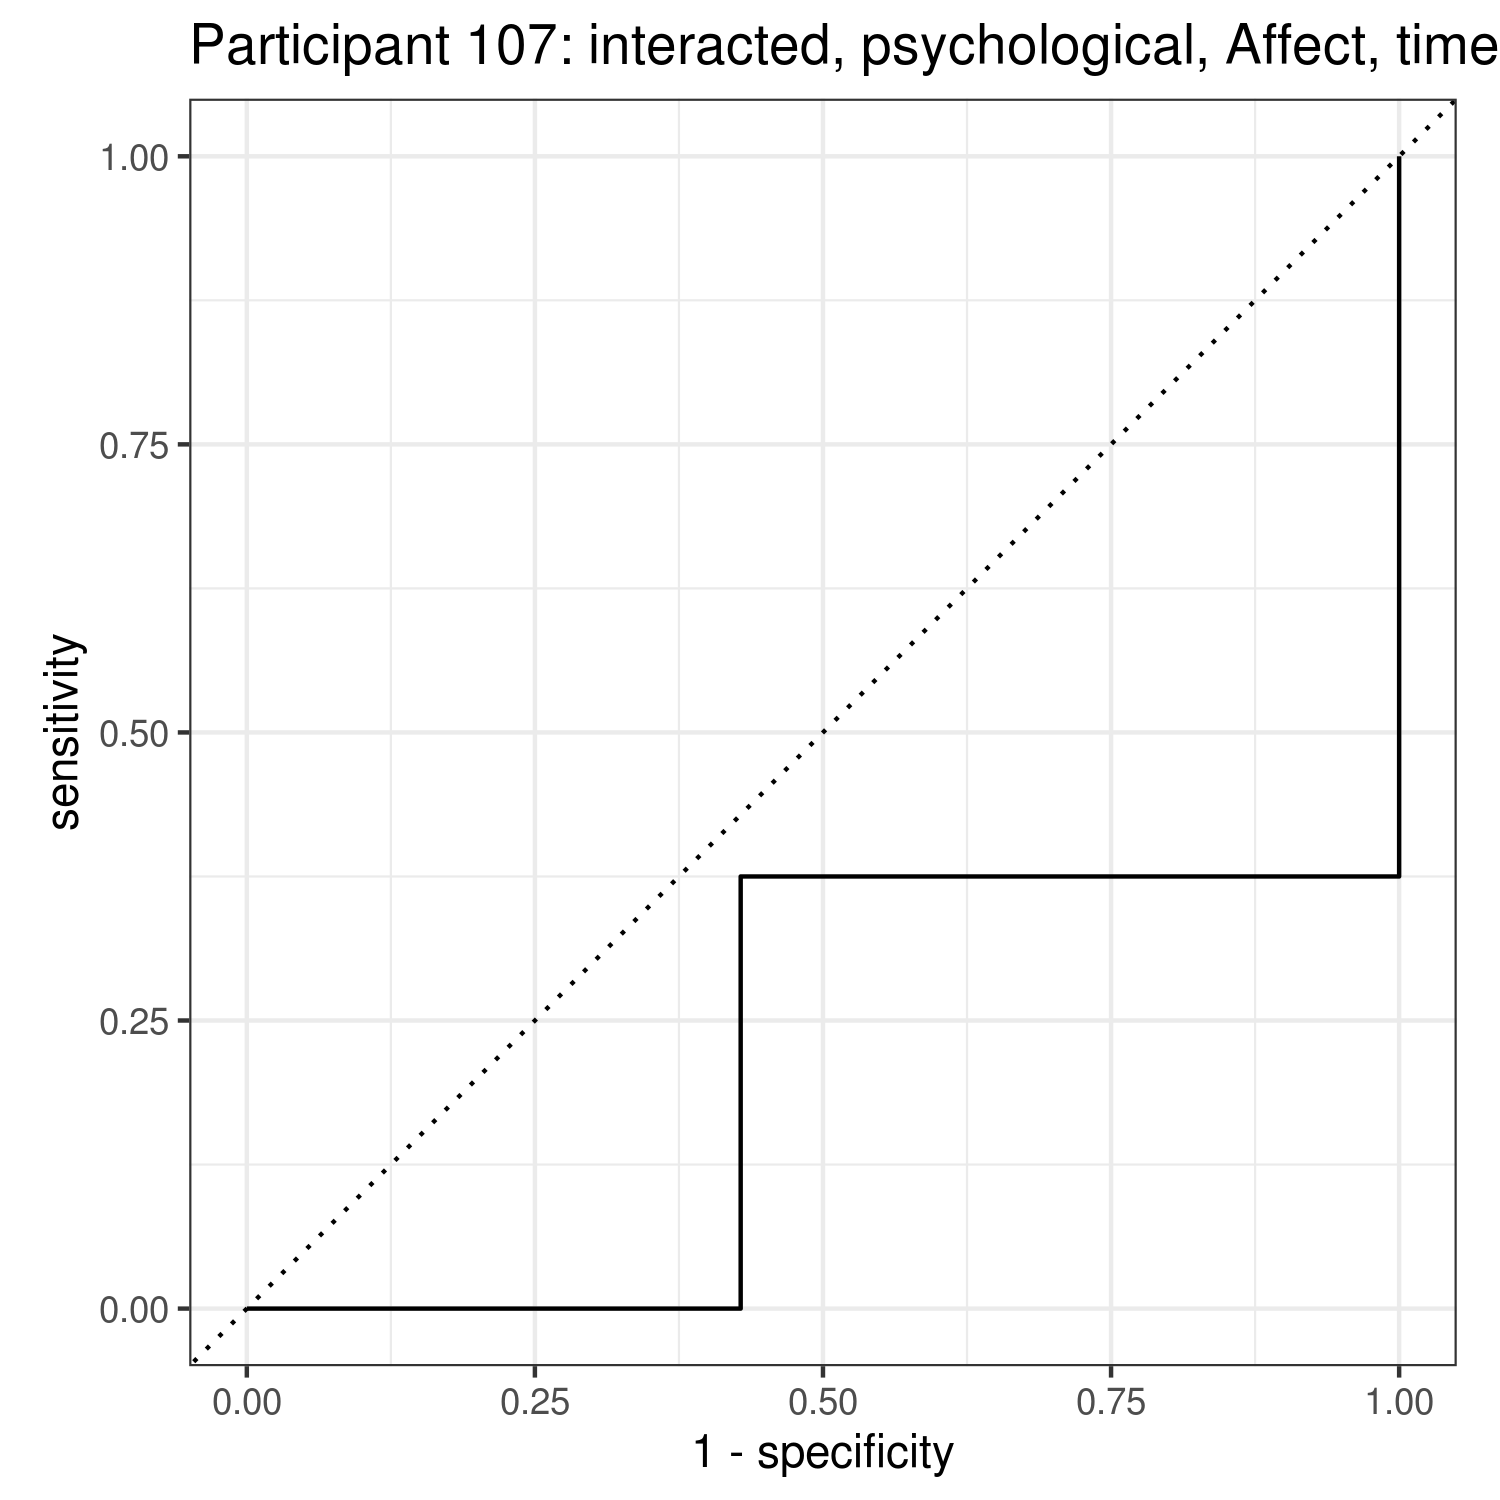 Participant 107: interacted, psychological, Affect, time
1.00
0.75
0.50
0.25
0.00
sensitivity
0.00 0.25 0.50 0.75 1.00
1 - specificity